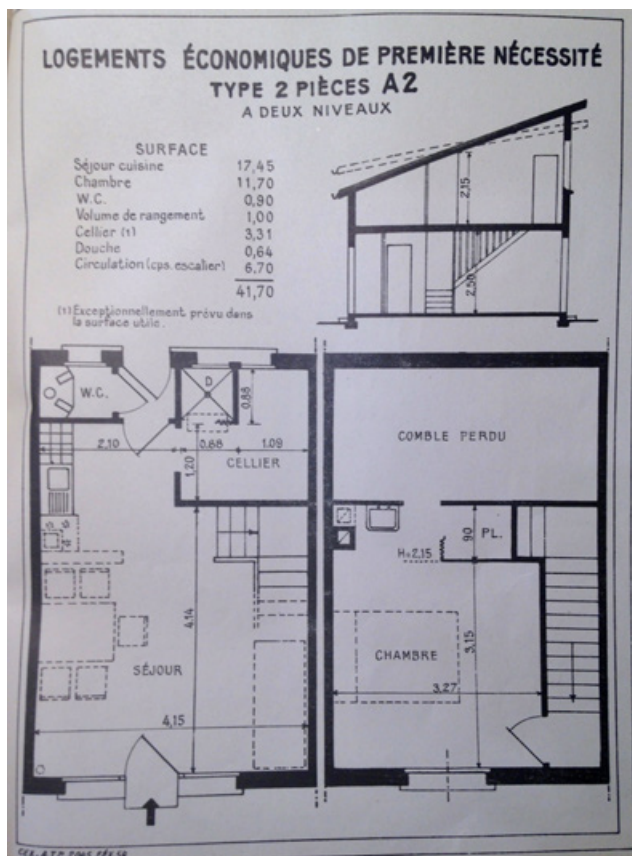 LOGEMENTS ÉCONOMIQUES DE PREMIÈRE NÉCESSITÉ
TYPE 2 PIÈCES A2
A DEUX NIVEAUX
SURFACE
Séjour cuisine 17,45
Chambre 11,70
W.C. 0,90
Volume de rangement 1,00
Cellier (1) 3,31
Douche 0,64
Circulation (cps. escalier) 6,70
41,70
(1) Exceptionnellement prévu dans
la surface utile.
2,15
2,50
W.C.
D
0,88
2,10
0,88
1,09
1,20
CELLIER
4,14
SÉJOUR
4,15
COMBLE PERDU
90
PL.
H=2,15
CHAMBRE
3,15
3,27